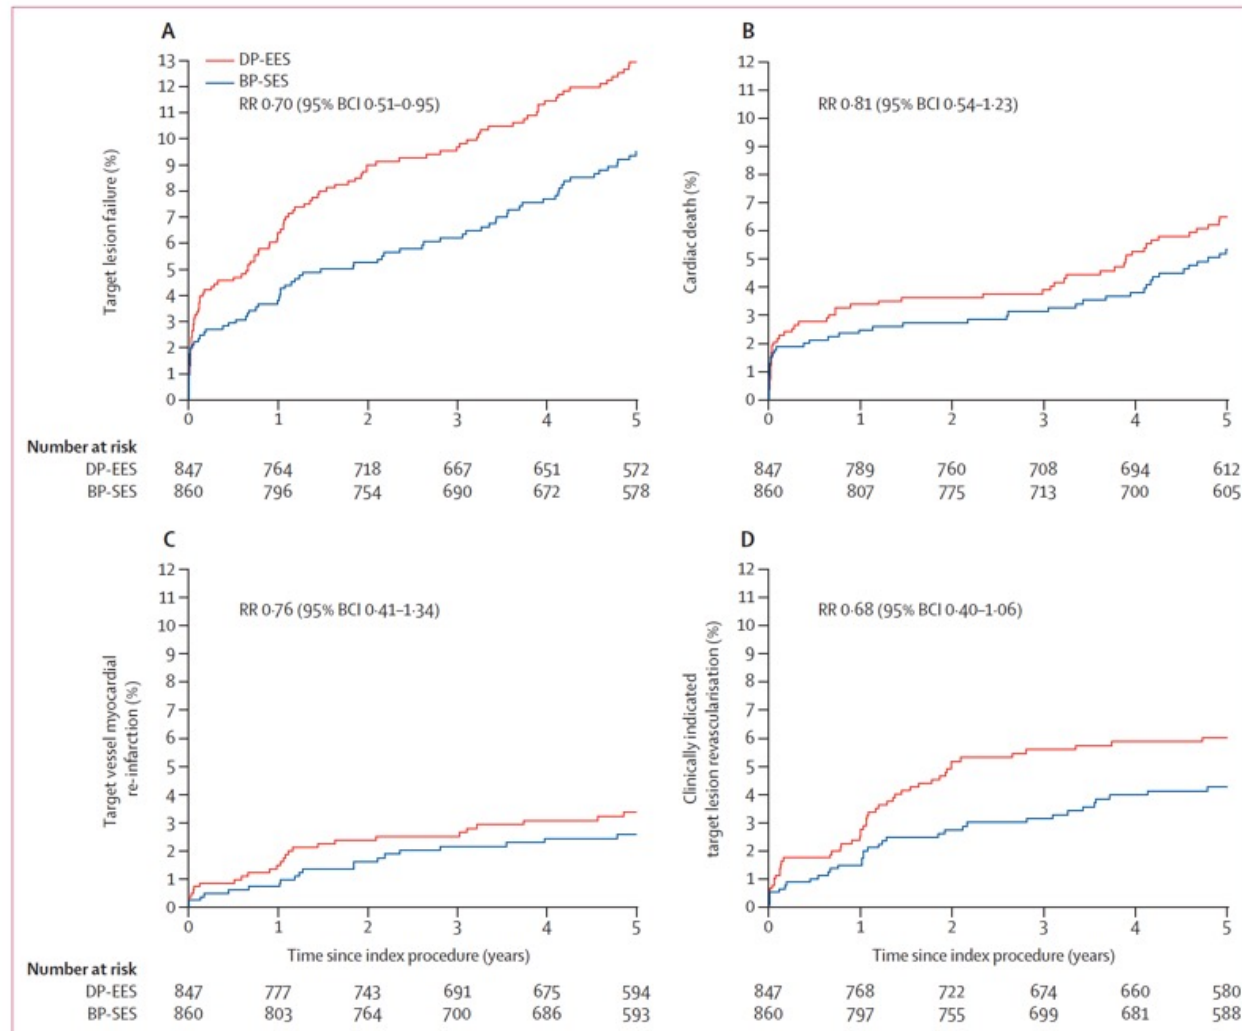 A
DP-EES
BP-SES
RR 0·70 (95% BCI 0·51–0·95)
Target lesion failure (%)
13
12
11
10
9
8
7
6
5
4
3
2
1
0
0 1 2 3 4 5
B
RR 0·81 (95% BCI 0·54–1·23)
Cardiac death (%)
12
11
10
9
8
7
6
5
4
3
2
1
0
0 1 2 3 4 5
Number at risk
DP-EES 847 764 718 667 651 572 847 789 760 708 694 612
BP-SES 860 796 754 690 672 578 860 807 775 713 700 605
C
RR 0·76 (95% BCI 0·41–1·34)
Target vessel myocardial
re-infarction (%)
12
11
10
9
8
7
6
5
4
3
2
1
0
0 1 2 3 4 5
Time since index procedure (years)
D
RR 0·68 (95% BCI 0·40–1·06)
Clinically indicated
target lesion revascularisation (%)
12
11
10
9
8
7
6
5
4
3
2
1
0
0 1 2 3 4 5
Time since index procedure (years)
Number at risk
DP-EES 847 777 743 691 675 594 847 768 722 674 660 580
BP-SES 860 803 764 700 686 593 860 797 755 699 681 588